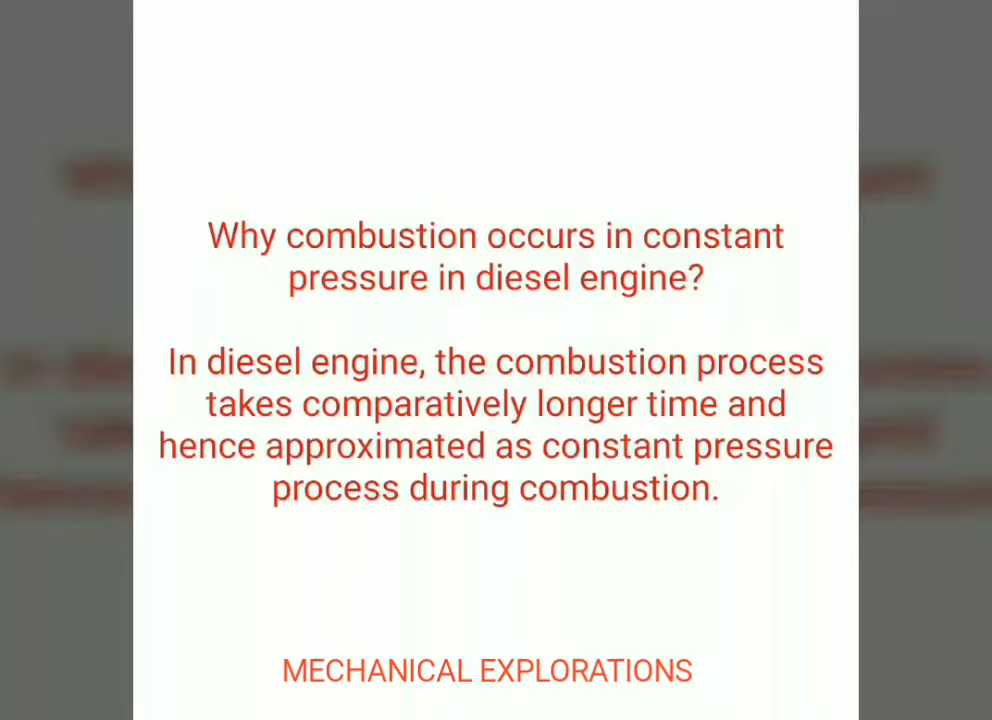 Why combustion occurs in constant
pressure in diesel engine?
In diesel engine, the combustion process
takes comparatively longer time and
hence approximated as constant pressure
process during combustion.
MECHANICAL EXPLORATIONS